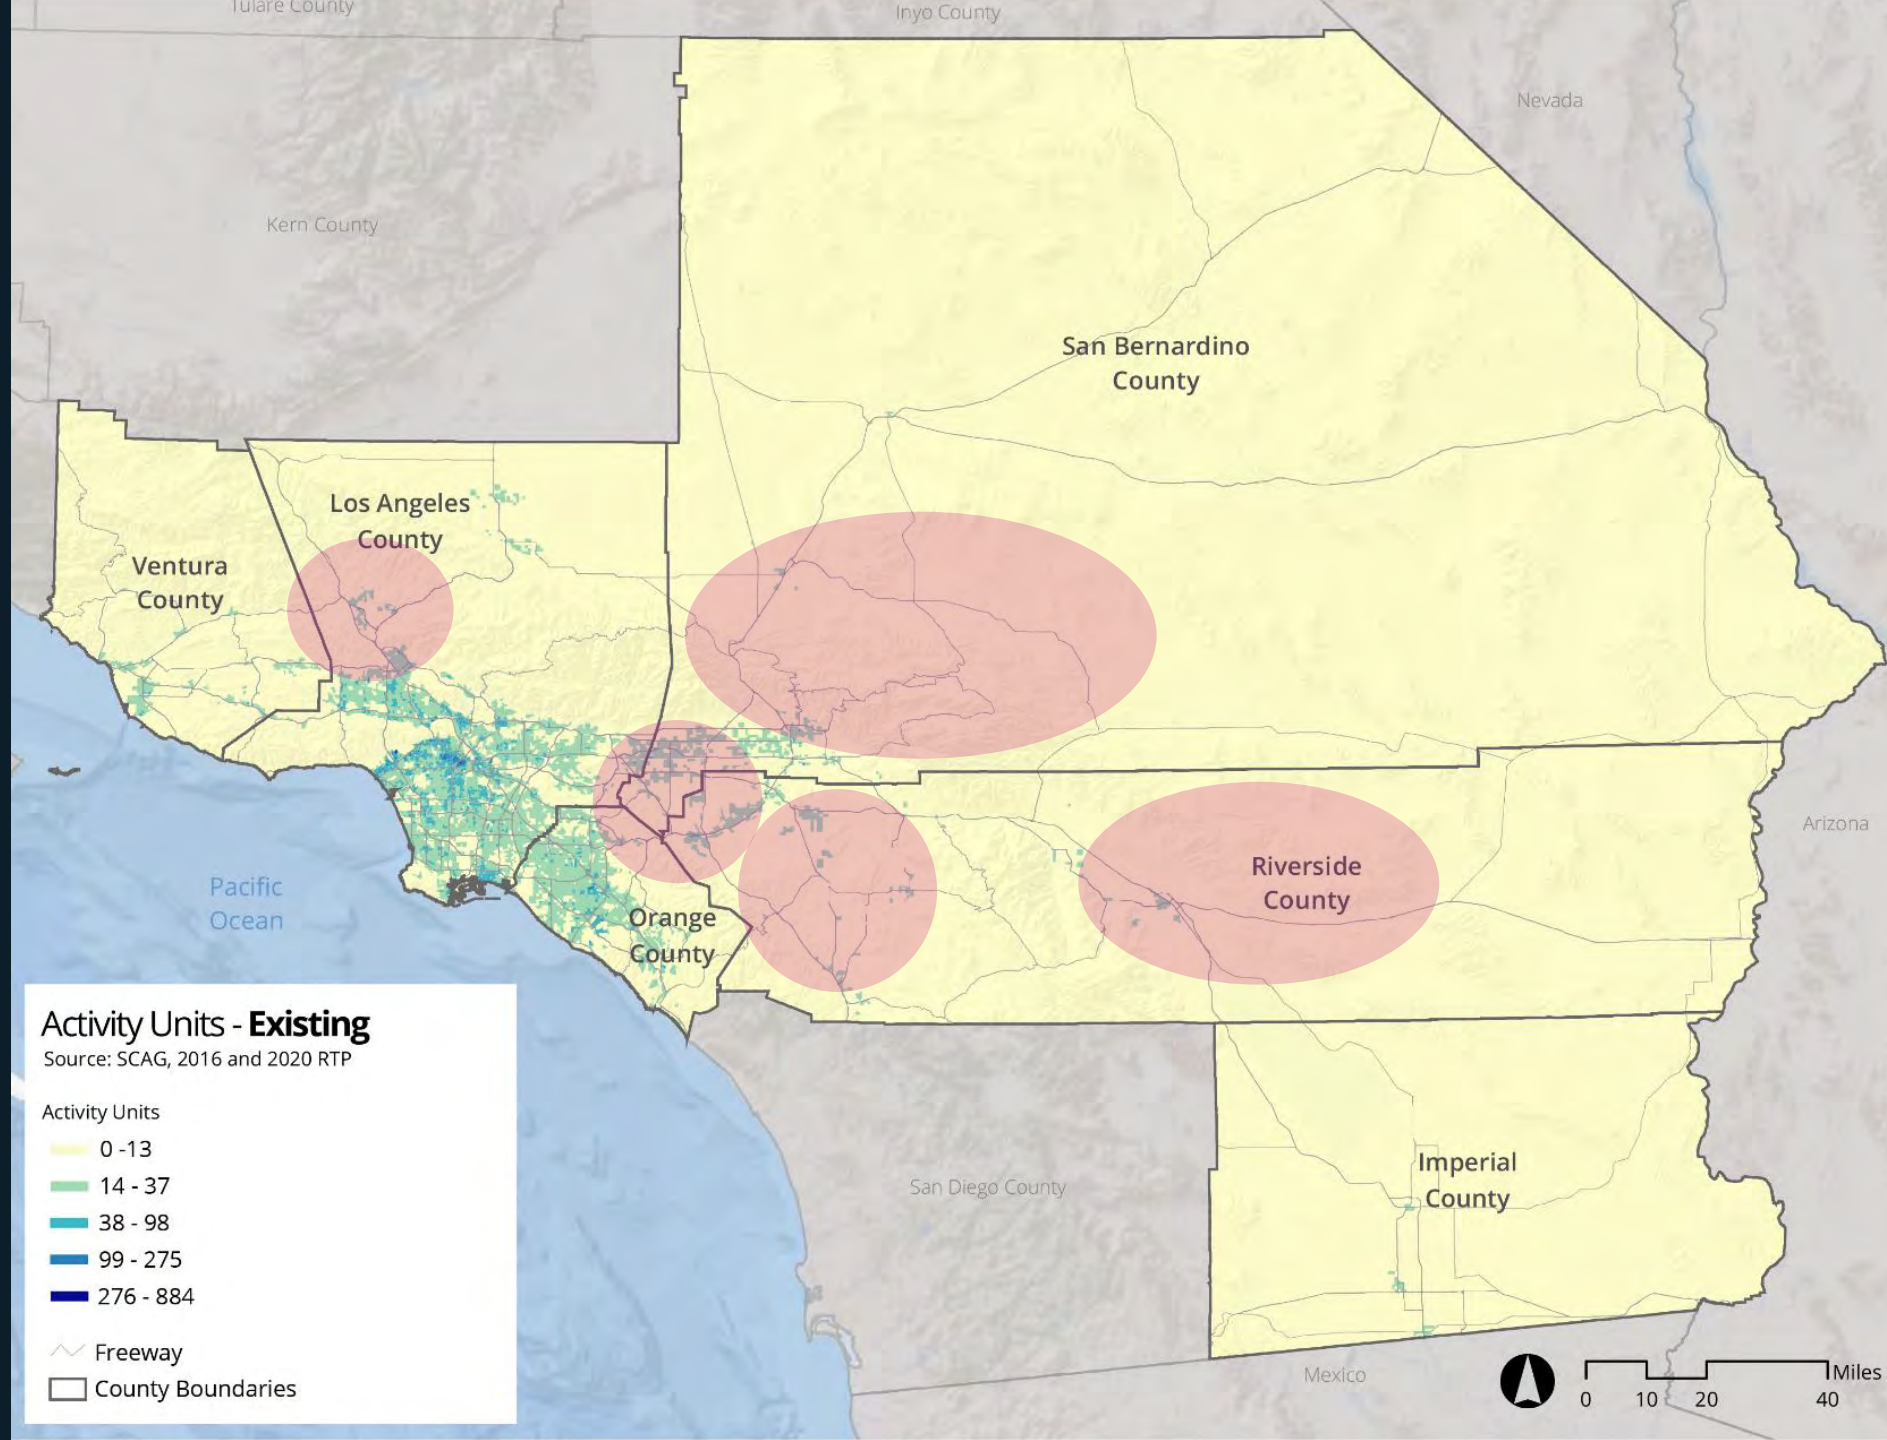 Tulare County
Inyo County
Nevada
Kern County
San Bernardino
County
Los Angeles
County
Ventura
County
Arizona
Riverside
County
Pacific
Ocean
Orange
County
Activity Units - Existing
Source: SCAG, 2016 and 2020 RTP
Activity Units
0 -13
14 - 37
38 - 98
99 - 275
276 - 884
Freeway
County Boundaries
San Diego County
Imperial
County
Mexico
Miles
0 10 20 40